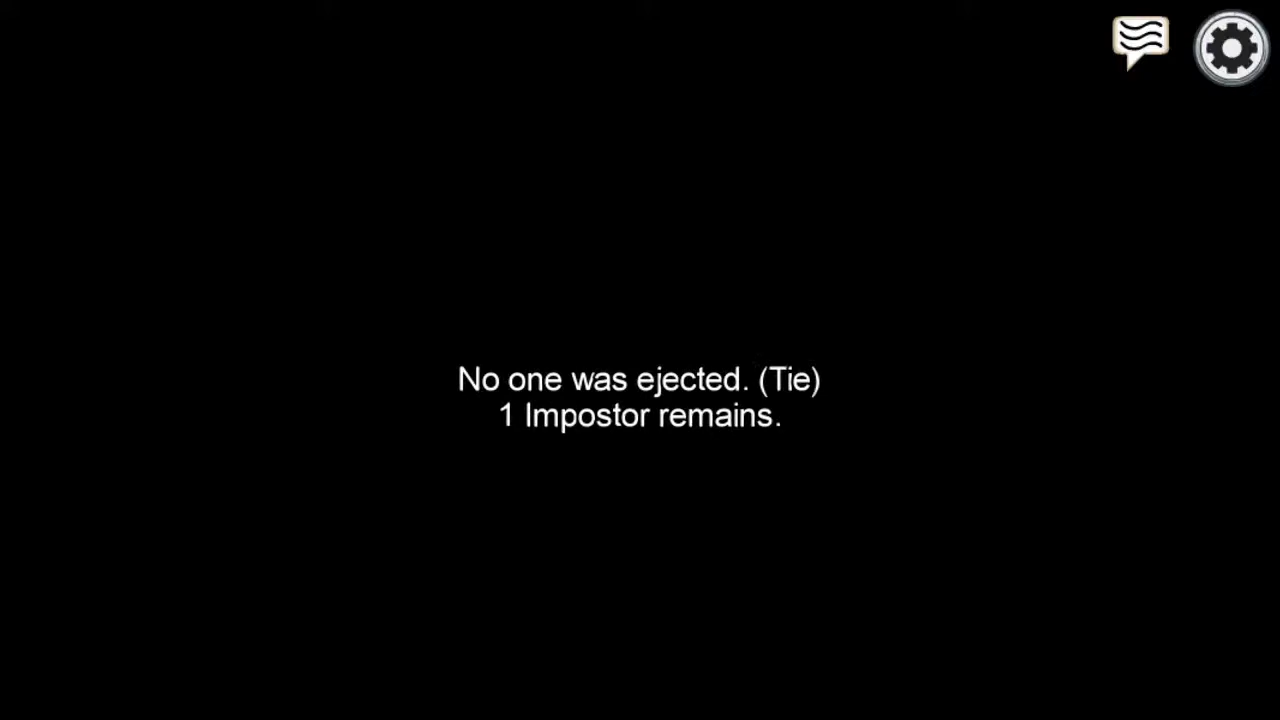 No one was ejected. (Tie)
1 Impostor remains.